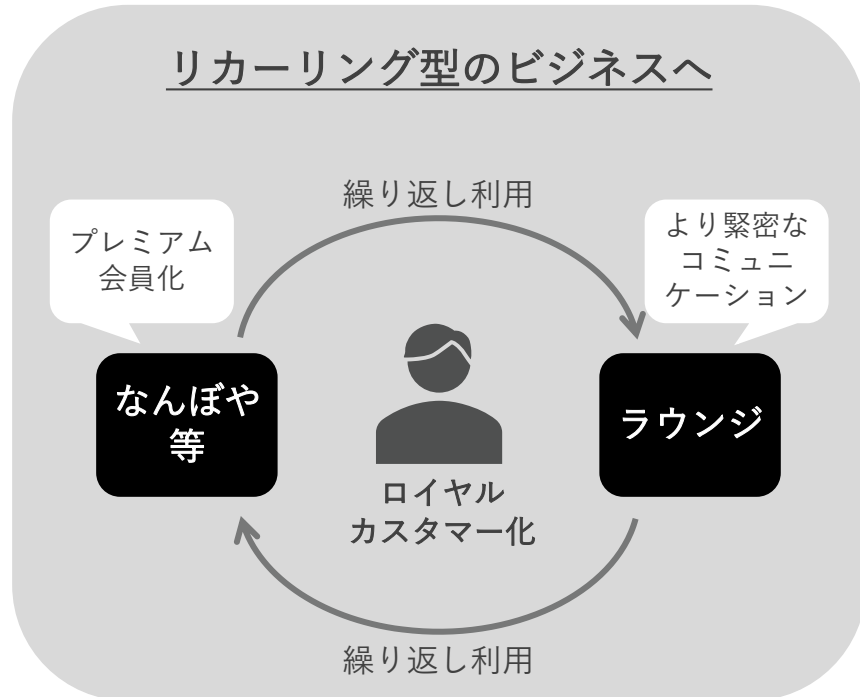 リカーリング型のビジネスへ
繰り返し利用
プレミアム
会員化
より緊密な
コミュニ
ケーション
なんぼや
等
ラウンジ
ロイヤル
カスタマー化
繰り返し利用